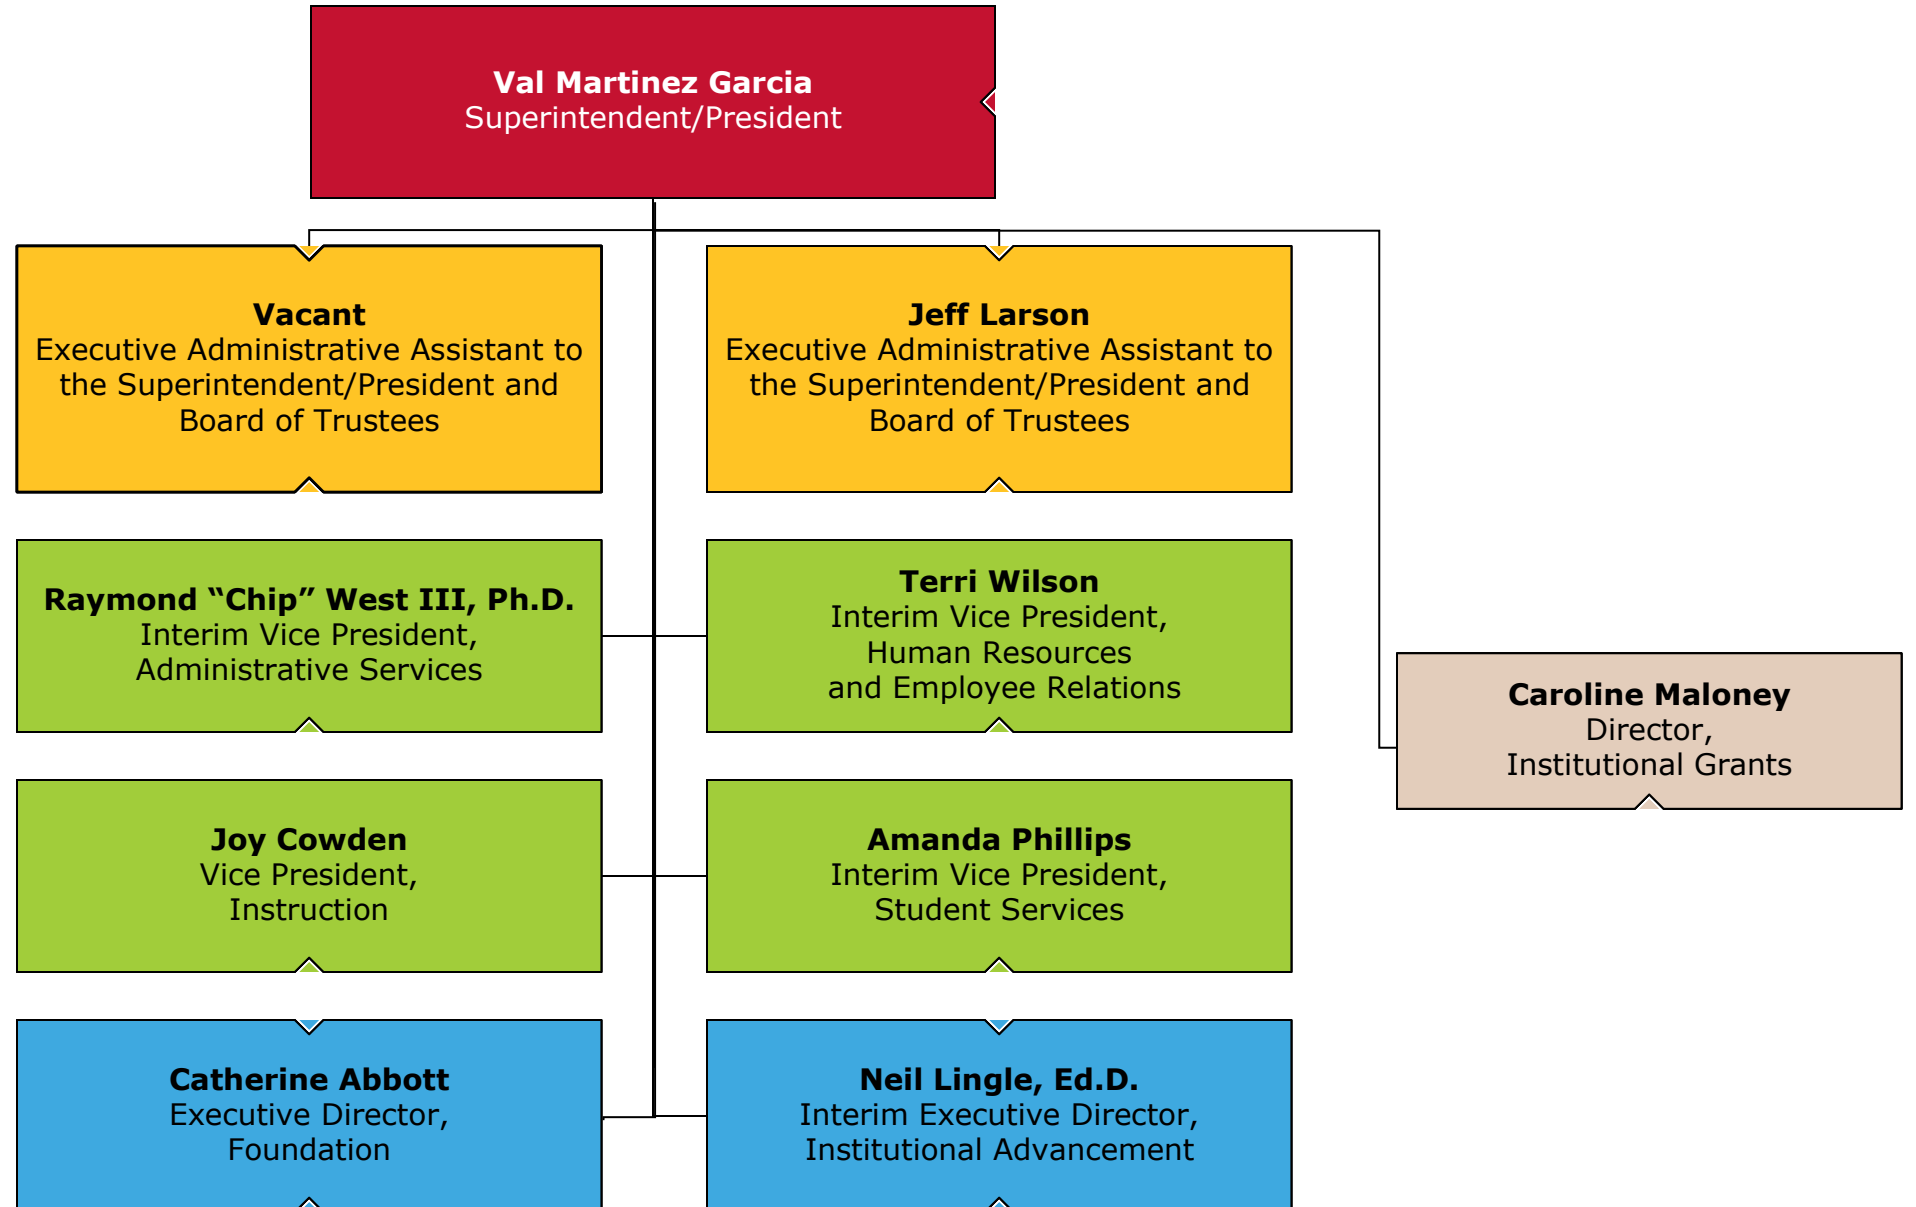 Val Martinez Garcia
Superintendent/President
Vacant
Executive Administrative Assistant to
the Superintendent/President and
Board of Trustees
Jeff Larson
Executive Administrative Assistant to
the Superintendent/President and
Board of Trustees
Raymond “Chip” West III, Ph.D.
Interim Vice President,
Administrative Services
Terri Wilson
Interim Vice President,
Human Resources
and Employee Relations
Caroline Maloney
Director,
Institutional Grants
Joy Cowden
Vice President,
Instruction
Amanda Phillips
Interim Vice President,
Student Services
Catherine Abbott
Executive Director,
Foundation
Neil Lingle, Ed.D.
Interim Executive Director,
Institutional Advancement